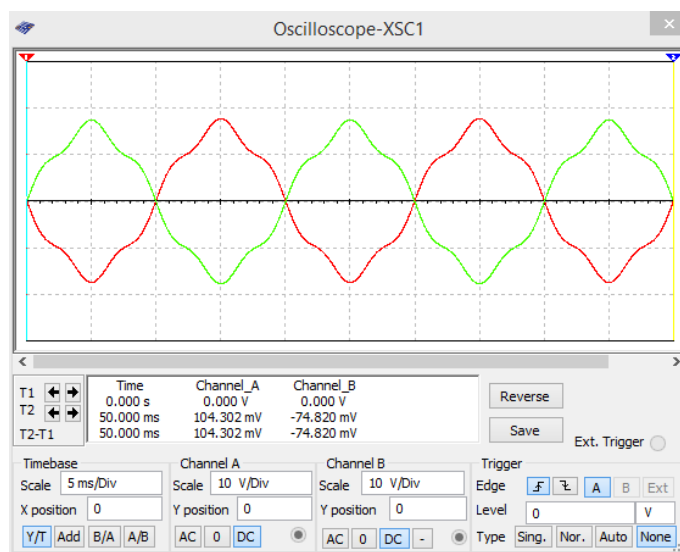 Oscilloscope-XSC1
T1
T2
T2-T1
Time Channel_A Channel_B
0.000 s 0.000 V 0.000 V
50.000 ms 104.302 mV -74.820 mV
50.000 ms 104.302 mV -74.820 mV
Reverse
Save
Ext. Trigger
Timebase
Scale 5 ms/Div
X position 0
Y/T Add B/A A/B
Channel A
Scale 10 V/Div
Y position 0
AC 0 DC
Channel B
Scale 10 V/Div
Y position 0
AC 0 DC -
Trigger
Edge A B Ext
Level 0 V
Type Sing. Nor. Auto None